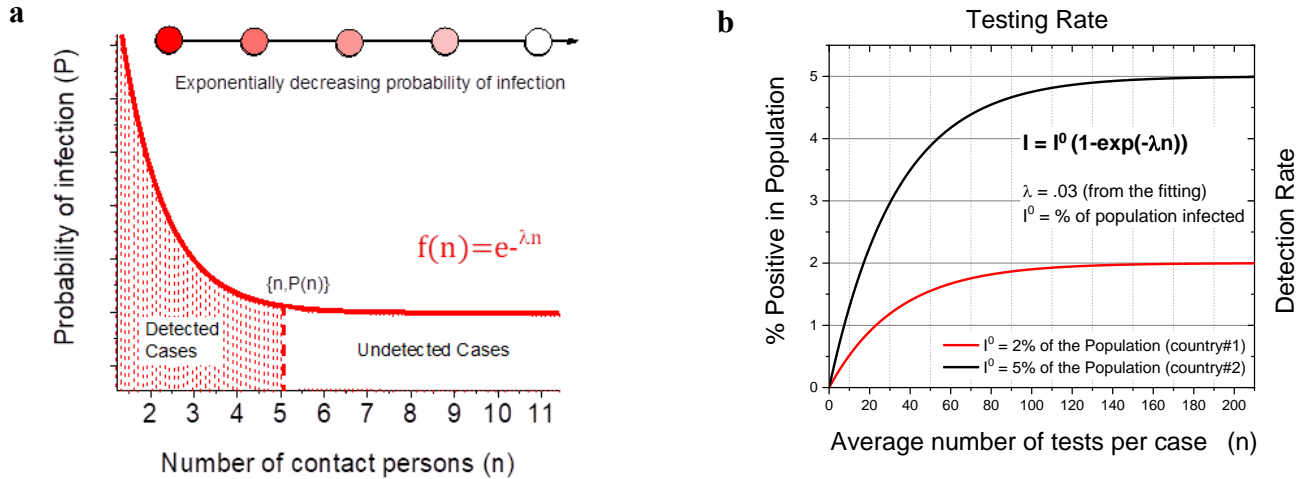 a
Exponentially decreasing probability of infection
Probability of infection (P)
f(n)=e-λn
{n,P(n)}
Detected
Cases
Undetected Cases
2 3 4 5 6 7 8 9 10 11
Number of contact persons (n)
b
Testing Rate
% Positive in Population
5
4
3
2
1
0
I = I⁰ (1-exp(-λn))
λ = .03 (from the fitting)
I⁰ = % of population infected
I⁰ = 2% of the Population (country#1)
I⁰ = 5% of the Population (country#2)
Detection Rate
0 20 40 60 80 100 120 140 160 180 200
Average number of tests per case (n)